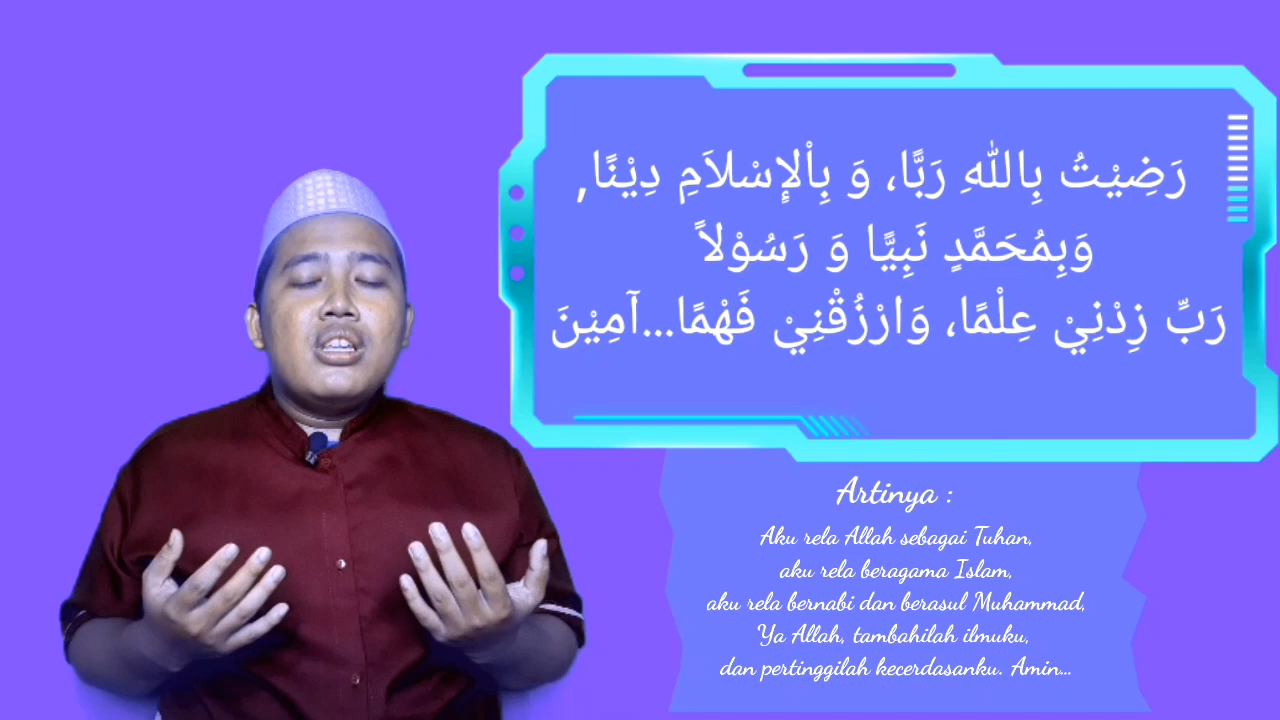 رَضِيْتُ بِاللّٰهِ رَبًّا، وَ بِاْلإِسْلاَمِ دِيْنًا,
وَبِمُحَمَّدٍ نَبِيًّا وَ رَسُوْلاً
رَبِّ زِدْنِيْ عِلْمًا، وَارْزُقْنِيْ فَهْمًا...آمِيْنَ
Artinya :
Aku rela Allah sebagai Tuhan,
aku rela beragama Islam,
aku rela bernabi dan berasul Muhammad,
Ya Allah, tambahilah ilmuku,
dan pertinggilah kecerdasanku. Amin...